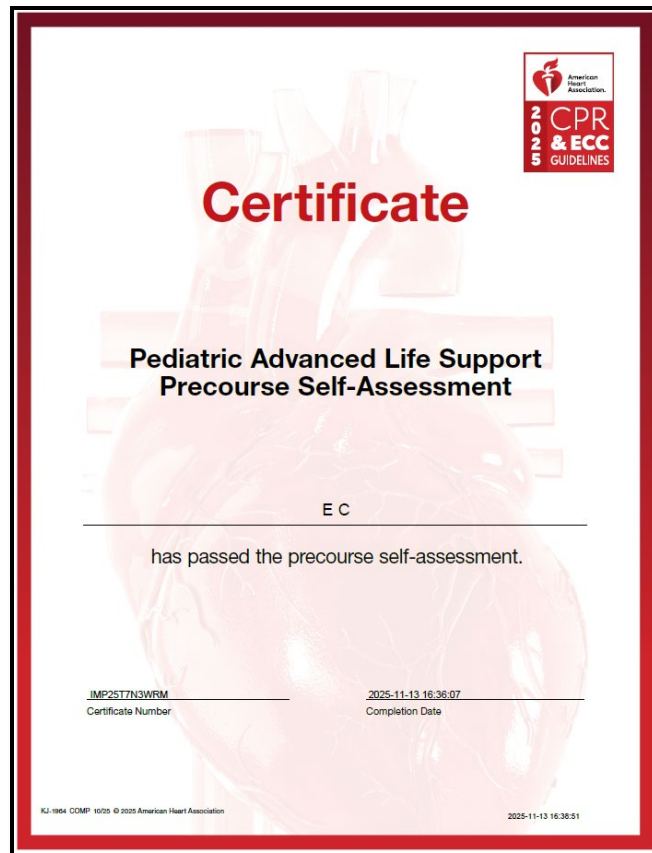 American
Heart
Association.
2025
CPR
& ECC
GUIDELINES
Certificate
Pediatric Advanced Life Support
Precourse Self-Assessment
E C
has passed the precourse self-assessment.
IMP25T7N3WRM 2025-11-13 16:36:07
Certificate Number Completion Date
KJ-1964 COMP 10/25 © 2025 American Heart Association 2025-11-13 16:38:51